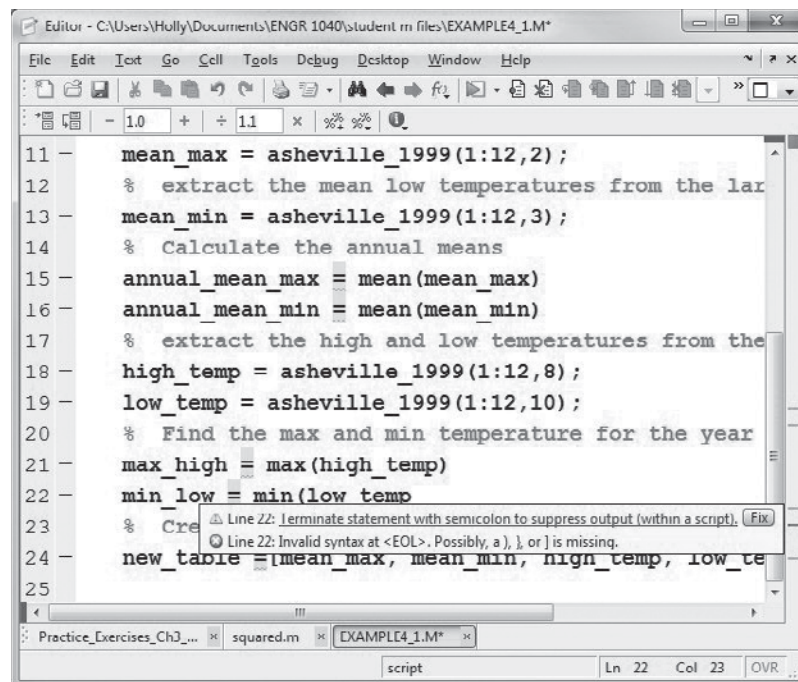 Editor - C:\Users\Holly\Documents\ENGR 1040\student m files\EXAMPLE4_1.M*
File Edit Text Go Cell Tools Debug Desktop Window Help
- 1.0 + ÷ 1.1 ×
11 mean_max = asheville_1999(1:12,2);
12 % extract the mean low temperatures from the lar
13 mean_min = asheville_1999(1:12,3);
14 % Calculate the annual means
15 annual_mean_max = mean(mean_max)
16 annual_mean_min = mean(mean_min)
17 % extract the high and low temperatures from the
18 high_temp = asheville_1999(1:12,8);
19 low_temp = asheville_1999(1:12,10);
20 % Find the max and min temperature for the year
21 max_high = max(high_temp)
22 min_low = min(low_temp
Line 22: Terminate statement with semicolon to suppress output (within a script). Fix
23 % Cre
Line 22: Invalid syntax at <EOL>. Possibly, a ), }, or ] is missing.
24 new_table =[mean_max, mean_min, high_temp, low_te
25
Practice_Exercises_Ch3_... squared.m EXAMPLE4_1.M*
script Ln 22 Col 23 OVR